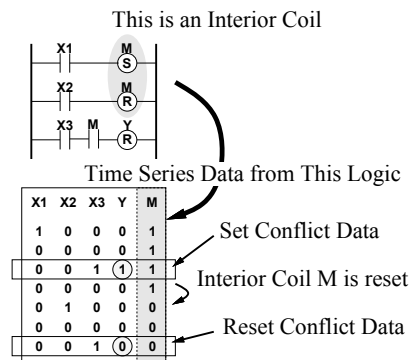 This is an Interior Coil
X1 M
S
X2 M
R
X3 M Y
R
Time Series Data from This Logic
X1 X2 X3 Y M
1 0 0 0 1
0 0 0 0 1
0 0 1 1 1
0 0 0 0 1
0 1 0 0 0
0 0 0 0 0
0 0 1 0 0
Set Conflict Data
Interior Coil M is reset
Reset Conflict Data